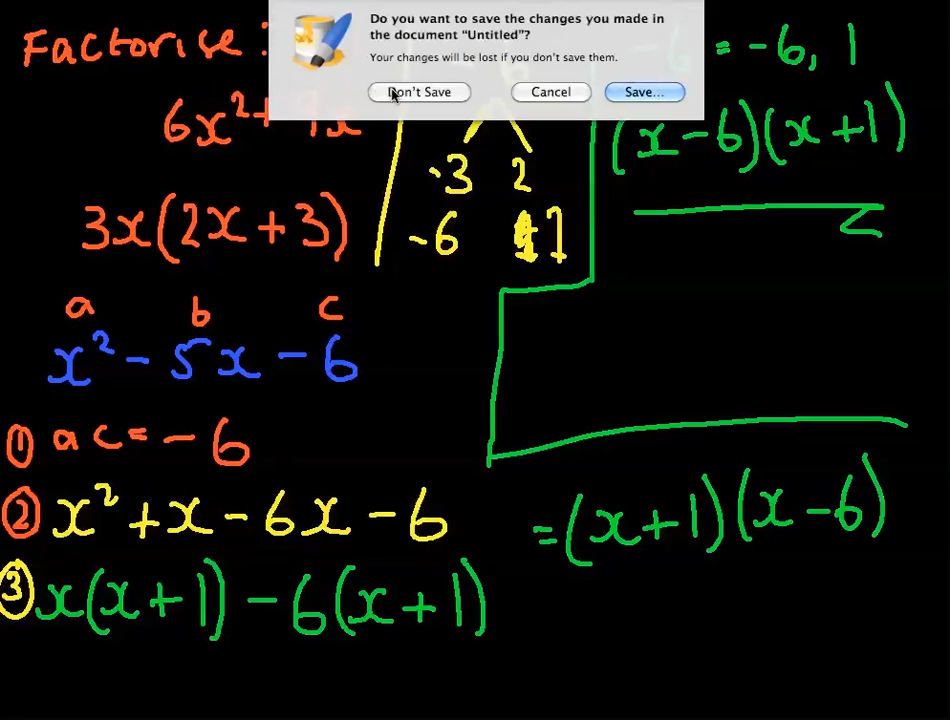 Do you want to save the changes you made in
the document “Untitled”?
Your changes will be lost if you don’t save them.
Don’t Save Cancel Save...
Factorise:
6x² +
3x(2x + 3)
-3 2
-6 1
= -6, 1
(x - 6)(x + 1)
a b c
x² - 5x - 6
① ac = - 6
② x² + x - 6x - 6
③ x(x + 1) - 6(x + 1)
= (x + 1)(x - 6)